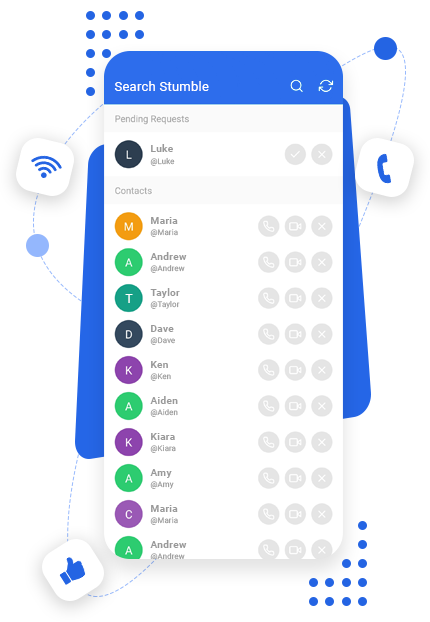 Search Stumble
Pending Requests
L
Luke
@Luke
Contacts
M
Maria
@Maria
A
Andrew
@Andrew
T
Taylor
@Taylor
D
Dave
@Dave
K
Ken
@Ken
A
Aiden
@Aiden
K
Kiara
@Kiara
A
Amy
@Amy
C
Maria
@Maria
A
Andrew
@Andrew